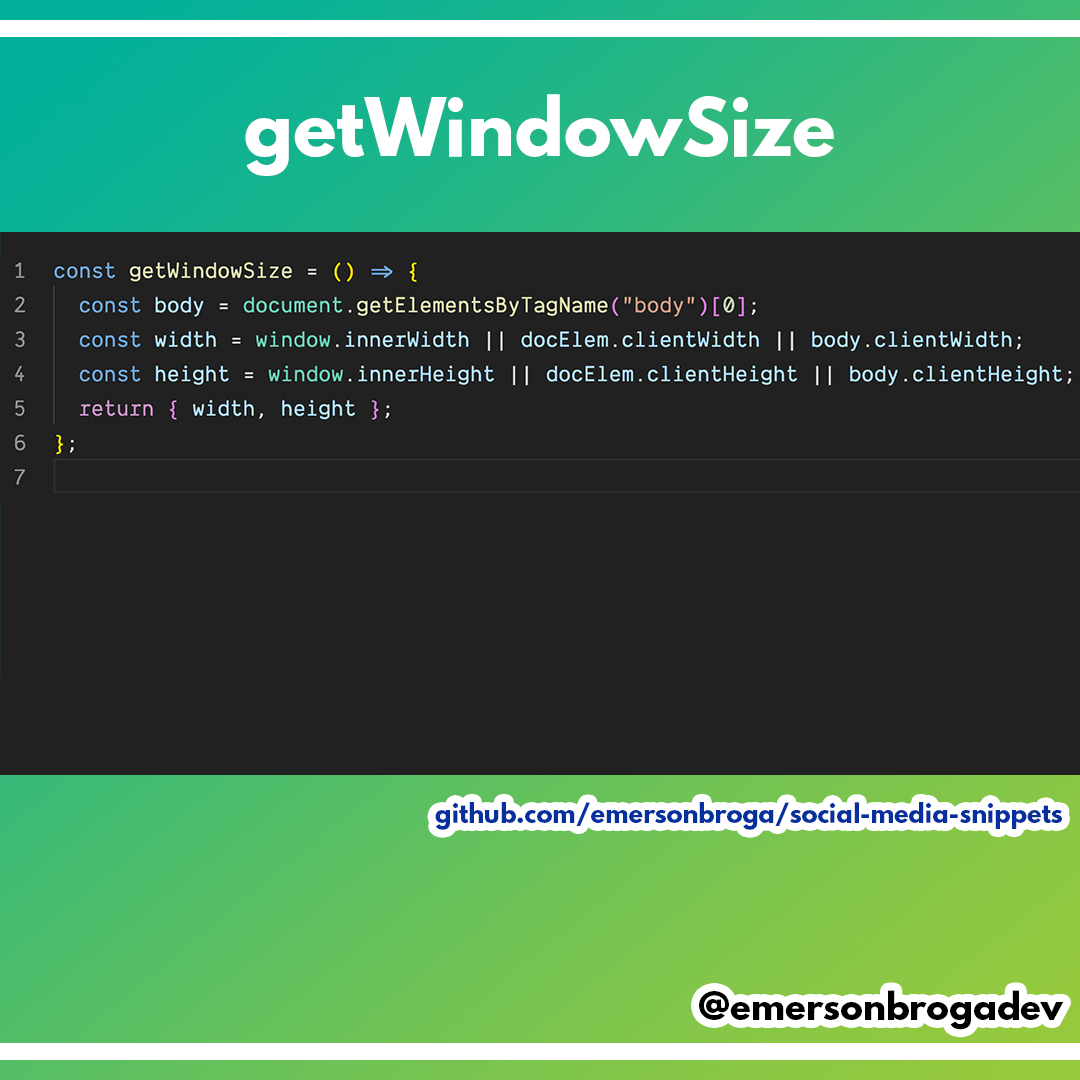 getWindowSize
1 const getWindowSize = () => {
2 const body = document.getElementsByTagName("body")[0];
3 const width = window.innerWidth || docElem.clientWidth || body.clientWidth;
4 const height = window.innerHeight || docElem.clientHeight || body.clientHeight;
5 return { width, height };
6 };
7
github.com/emersonbroga/social-media-snippets
@emersonbrogadev